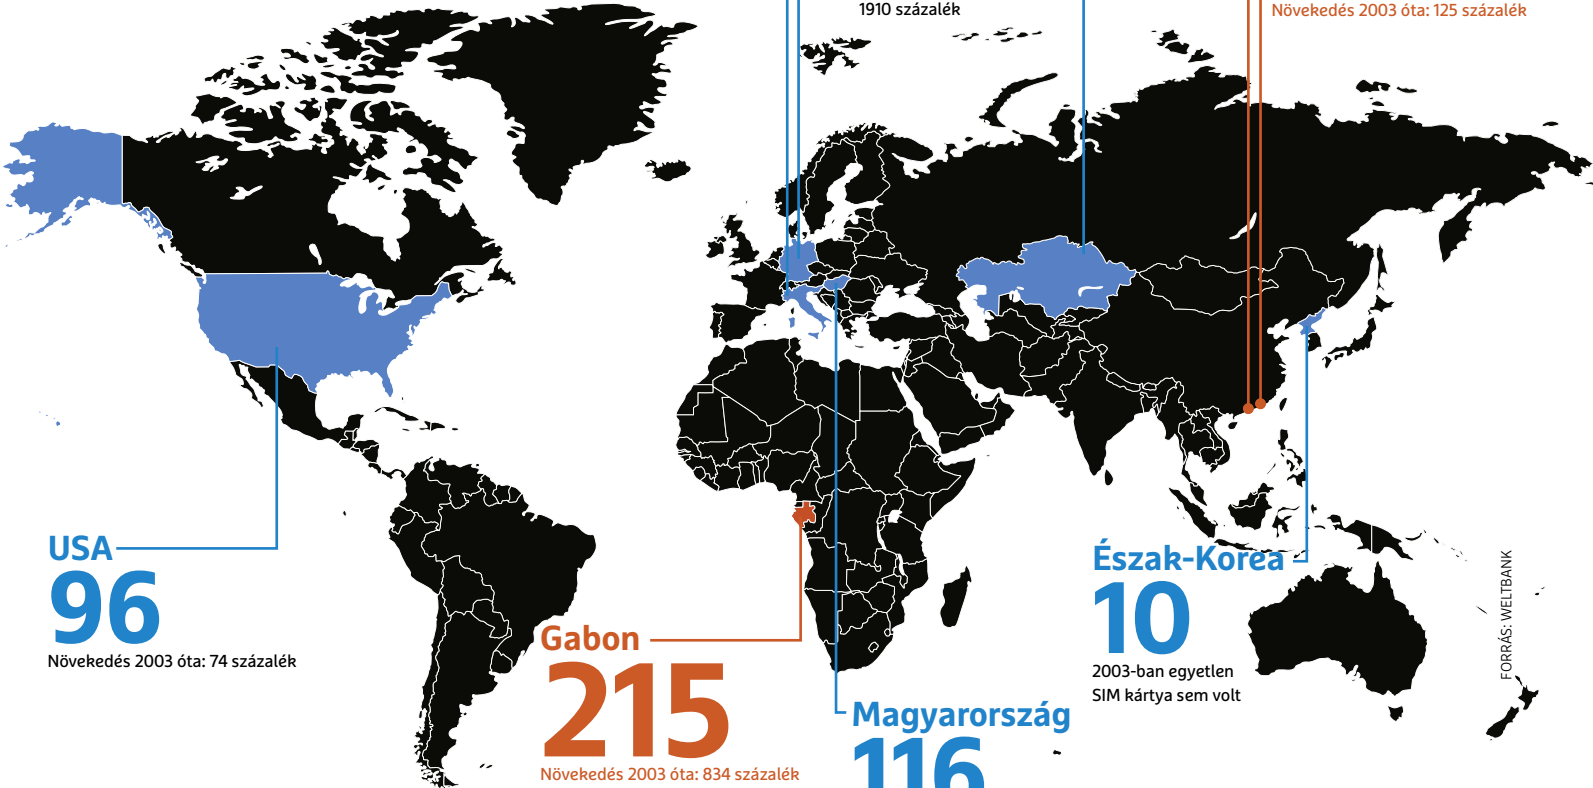 1910 százalék
Növekedés 2003 óta: 125 százalék
USA
96
Növekedés 2003 óta: 74 százalék
Gabon
215
Növekedés 2003 óta: 834 százalék
Magyarország
116
Észak-Korea
10
2003-ban egyetlen
SIM kártya sem volt
FORRÁS: WELTBANK